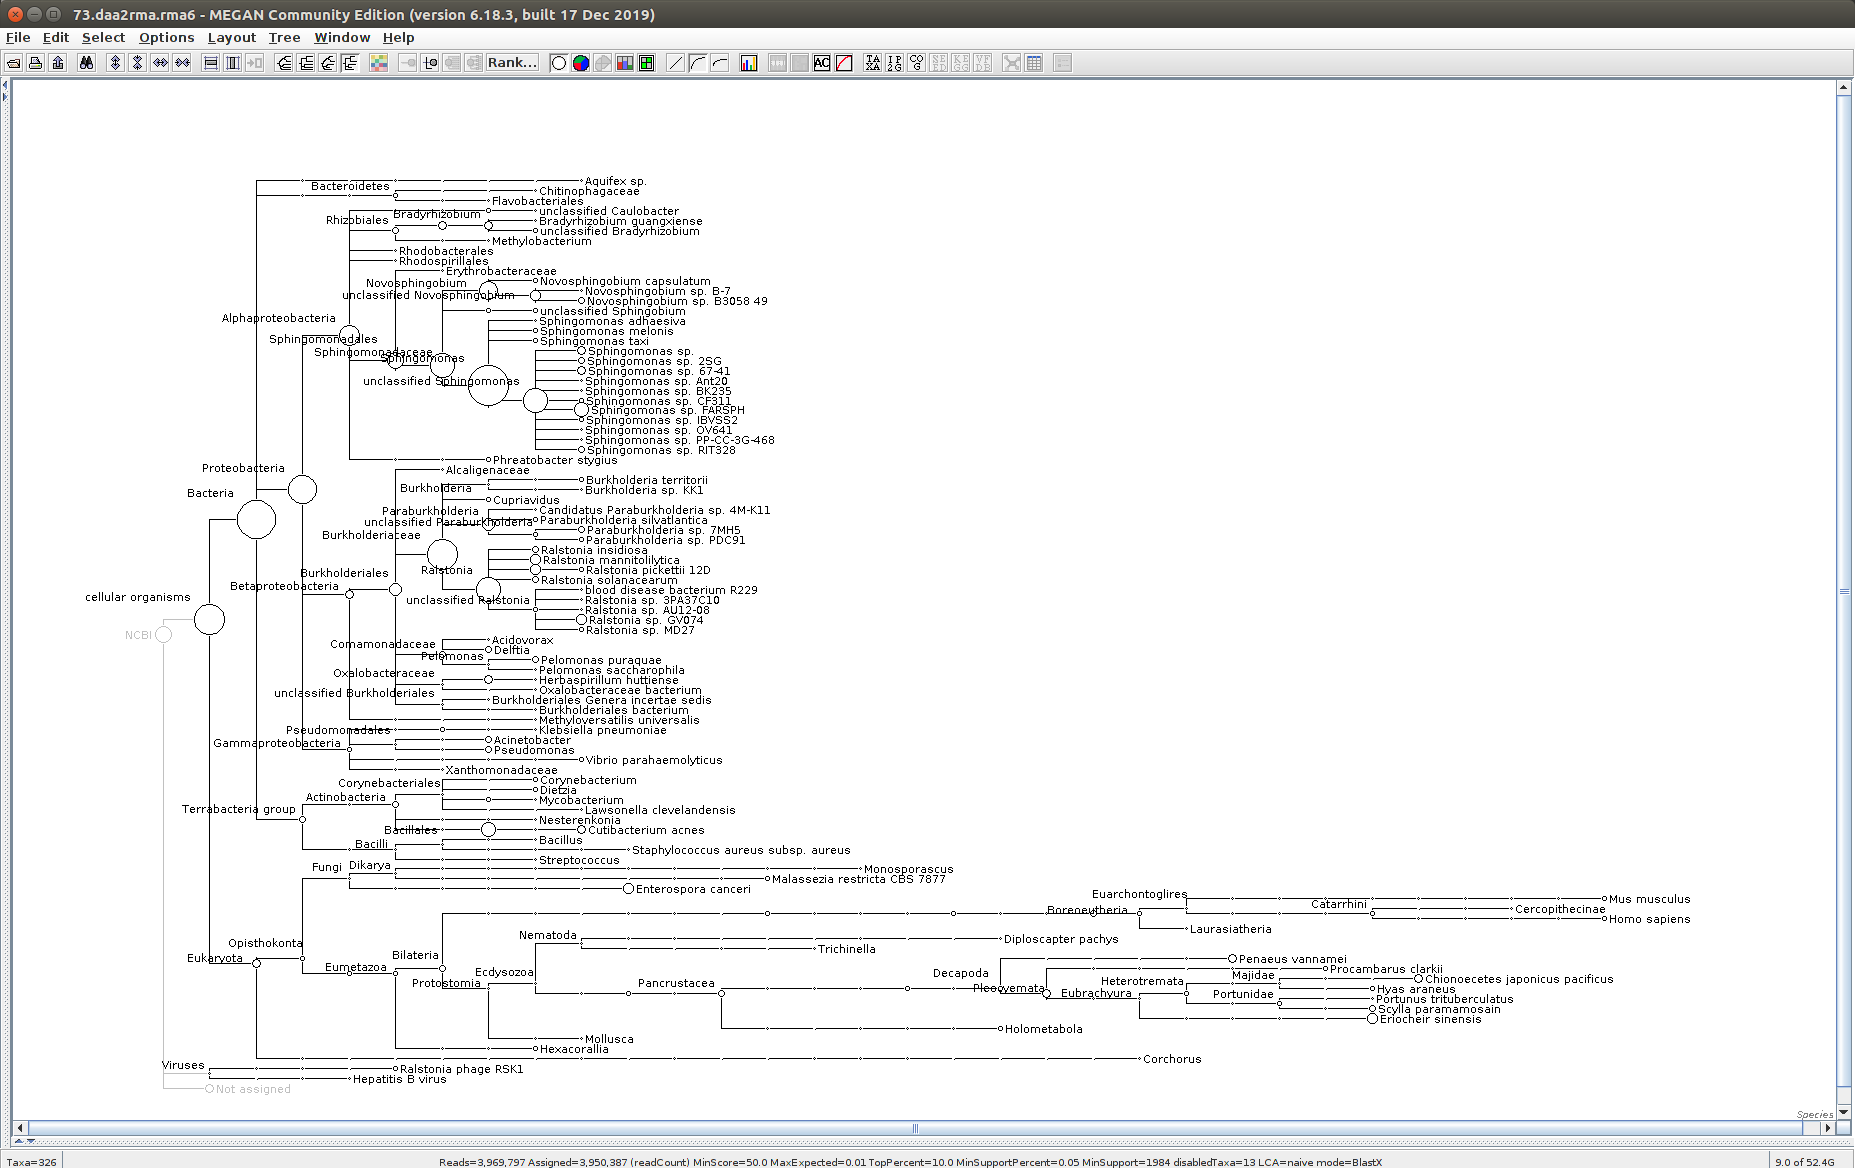 73.daa2rma.rma6 - MEGAN Community Edition (version 6.18.3, built 17 Dec 2019)
File Edit Select Options Layout Tree Window Help
Rank...
AC
TA XA
IP 2G
CO G
SE ED
KE GG
VF DB
Aquifex sp.
Bacteroidetes
Chitinophagaceae
Flavobacteriales
unclassified Caulobacter
Bradyrhizobium
Rhizobiales
Bradyrhizobium guangxiense
unclassified Bradyrhizobium
Methylobacterium
Rhodobacterales
Rhodospirillales
Erythrobacteraceae
Novosphingobium
Novosphingobium capsulatum
unclassified Novosphingobium
Novosphingobium sp. B-7
Novosphingobium sp. B3058 49
unclassified Sphingobium
Alphaproteobacteria
Sphingomonas adhaesiva
Sphingomonas melonis
Sphingomonadales
Sphingomonas taxi
Sphingomonadaceae
Sphingomonas sp.
Sphingomonas
Sphingomonas sp. 2SG
Sphingomonas sp. 67-41
unclassified Sphingomonas
Sphingomonas sp. Ant20
Sphingomonas sp. BK235
Sphingomonas sp. CF311
Sphingomonas sp. FARSPH
Sphingomonas sp. IBVSS2
Sphingomonas sp. OV641
Sphingomonas sp. PP-CC-3G-468
Sphingomonas sp. RIT328
Phreatobacter stygius
Proteobacteria
Alcaligenaceae
Burkholderia territorii
Burkholderia
Burkholderia sp. KK1
Bacteria
Cupriavidus
Paraburkholderia
Candidatus Paraburkholderia sp. 4M-K11
unclassified Paraburkholderia
Paraburkholderia silvatlantica
Paraburkholderia sp. 7MH5
Burkholderiaceae
Paraburkholderia sp. PDC91
Ralstonia insidiosa
Ralstonia mannitolilytica
Ralstonia
Ralstonia pickettii 12D
Burkholderiales
Ralstonia solanacearum
Betaproteobacteria
blood disease bacterium R229
cellular organisms
unclassified Ralstonia
Ralstonia sp. 3PA37C10
Ralstonia sp. AU12-08
Ralstonia sp. GV074
Ralstonia sp. MD27
NCBI
Comamonadaceae
Acidovorax
Delftia
Pelomonas
Pelomonas puraquae
Pelomonas saccharophila
Oxalobacteraceae
Herbaspirillum huttiense
unclassified Burkholderiales
Oxalobacteraceae bacterium
Burkholderiales Genera incertae sedis
Burkholderiales bacterium
Methyloversatilis universalis
Pseudomonadales
Klebsiella pneumoniae
Gammaproteobacteria
Acinetobacter
Pseudomonas
Vibrio parahaemolyticus
Xanthomonadaceae
Corynebacteriales
Corynebacterium
Dietzia
Actinobacteria
Mycobacterium
Terrabacteria group
Lawsonella clevelandensis
Nesterenkonia
Bacillales
Cutibacterium acnes
Bacilli
Bacillus
Staphylococcus aureus subsp. aureus
Streptococcus
Fungi
Dikarya
Monosporascus
Malassezia restricta CBS 7877
Enterospora canceri
Euarchontoglires
Mus musculus
Catarrhini
Boreoeutheria
Cercopithecinae
Homo sapiens
Laurasiatheria
Nematoda
Diploscapter pachys
Opisthokonta
Trichinella
Bilateria
Eukaryota
Penaeus vannamei
Eumetazoa
Ecdysozoa
Decapoda
Procambarus clarkii
Majidae
Protostomia
Pancrustacea
Heterotremata
Chionoecetes japonicus pacificus
Pleocyemata
Hyas araneus
Eubrachyura
Portunidae
Portunus trituberculatus
Scylla paramamosain
Eriocheir sinensis
Holometabola
Mollusca
Hexacorallia
Corchorus
Viruses
Ralstonia phage RSK1
Hepatitis B virus
Not assigned
Species
Taxa=326
Reads=3,969,797 Assigned=3,950,387 (readCount) MinScore=50.0 MaxExpected=0.01 TopPercent=10.0 MinSupportPercent=0.05 MinSupport=1984 disabledTaxa=13 LCA=naive mode=BlastX
9.0 of 52.4G